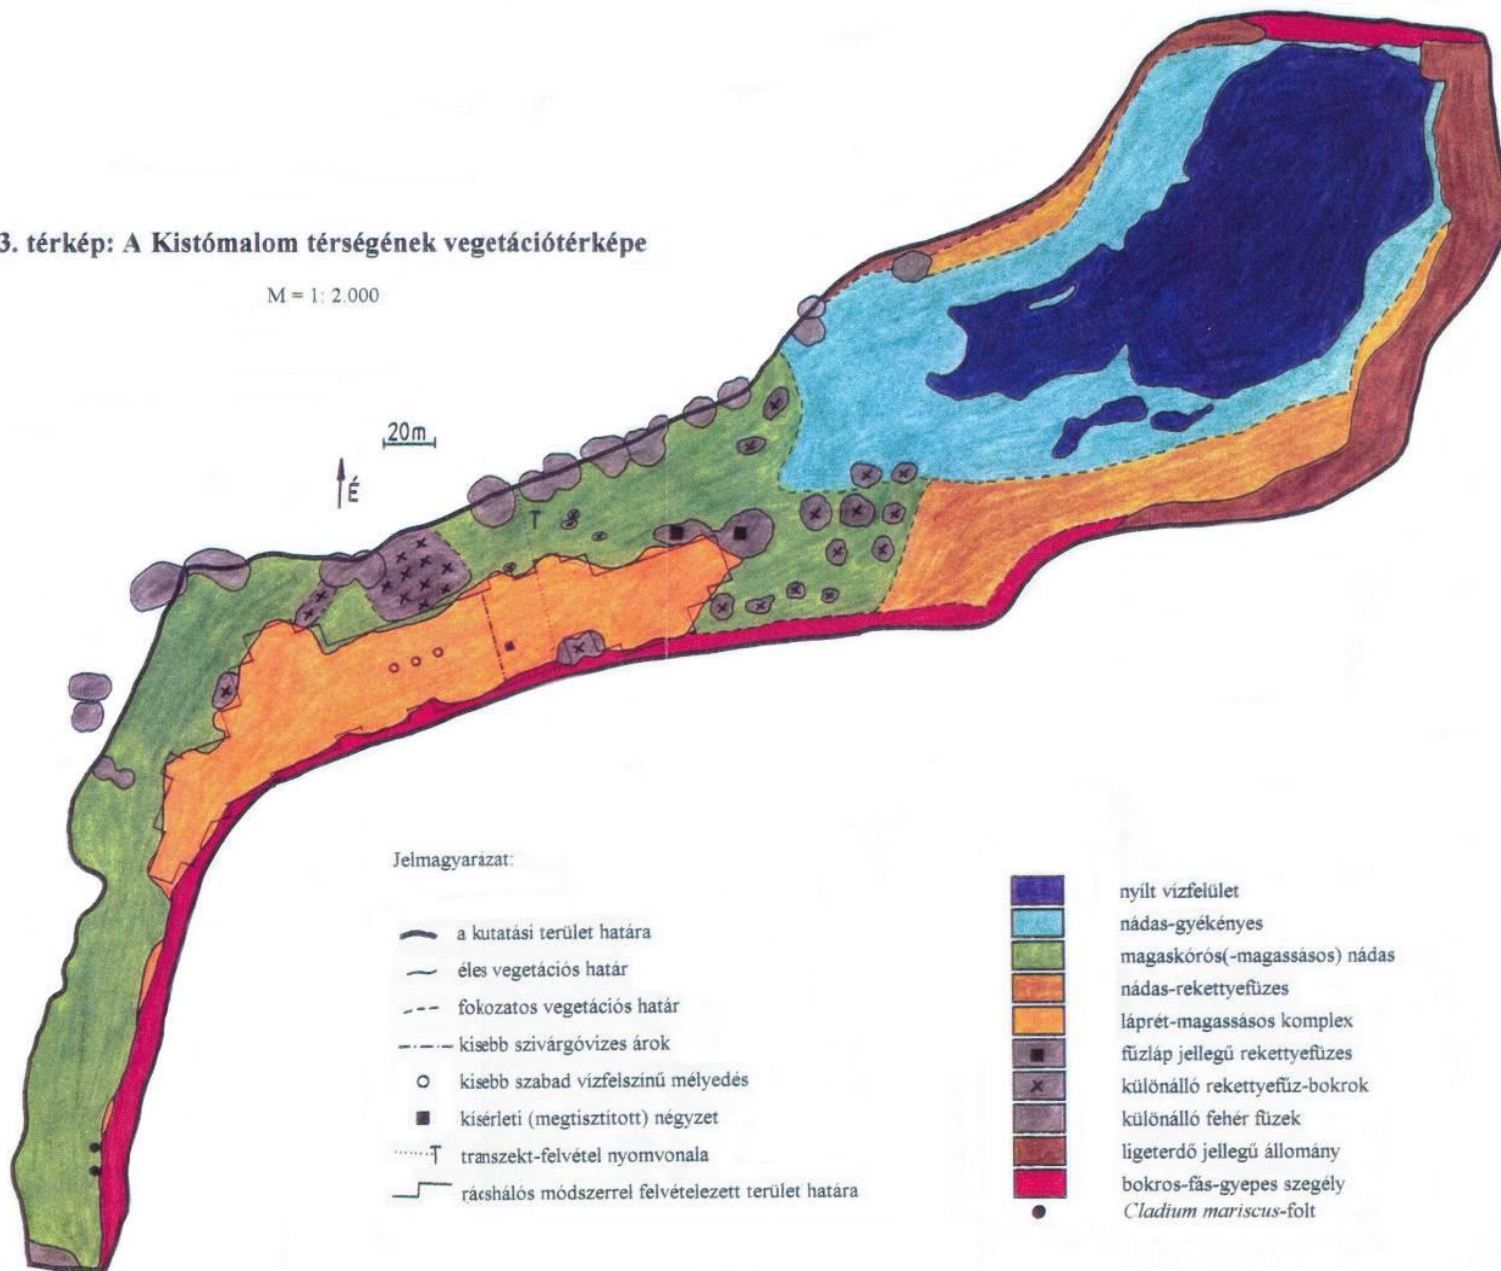 3. térkép: A Kistómalom térségének vegetációtérképe
M = 1: 2.000
20m
É
T
Jelmagyarázat:
a kutatási terület határa
éles vegetációs határ
fokozatos vegetációs határ
kisebb szivárgóvizes árok
kisebb szabad vízfelszínű mélyedés
kísérleti (megtisztított) négyzet
T transzekt-felvétel nyomvonala
rácshálós módszerrel felvételezett terület határa
nyílt vízfelület
nádas-gyékényes
magaskórós(-magassásos) nádas
nádas-rekettyefüzes
láprét-magassásos komplex
fűzláp jellegű rekettyefüzes
különálló rekettyefűz-bokrok
különálló fehér füzek
ligeterdő jellegű állomány
bokros-fás-gyepes szegély
Cladium mariscus-folt